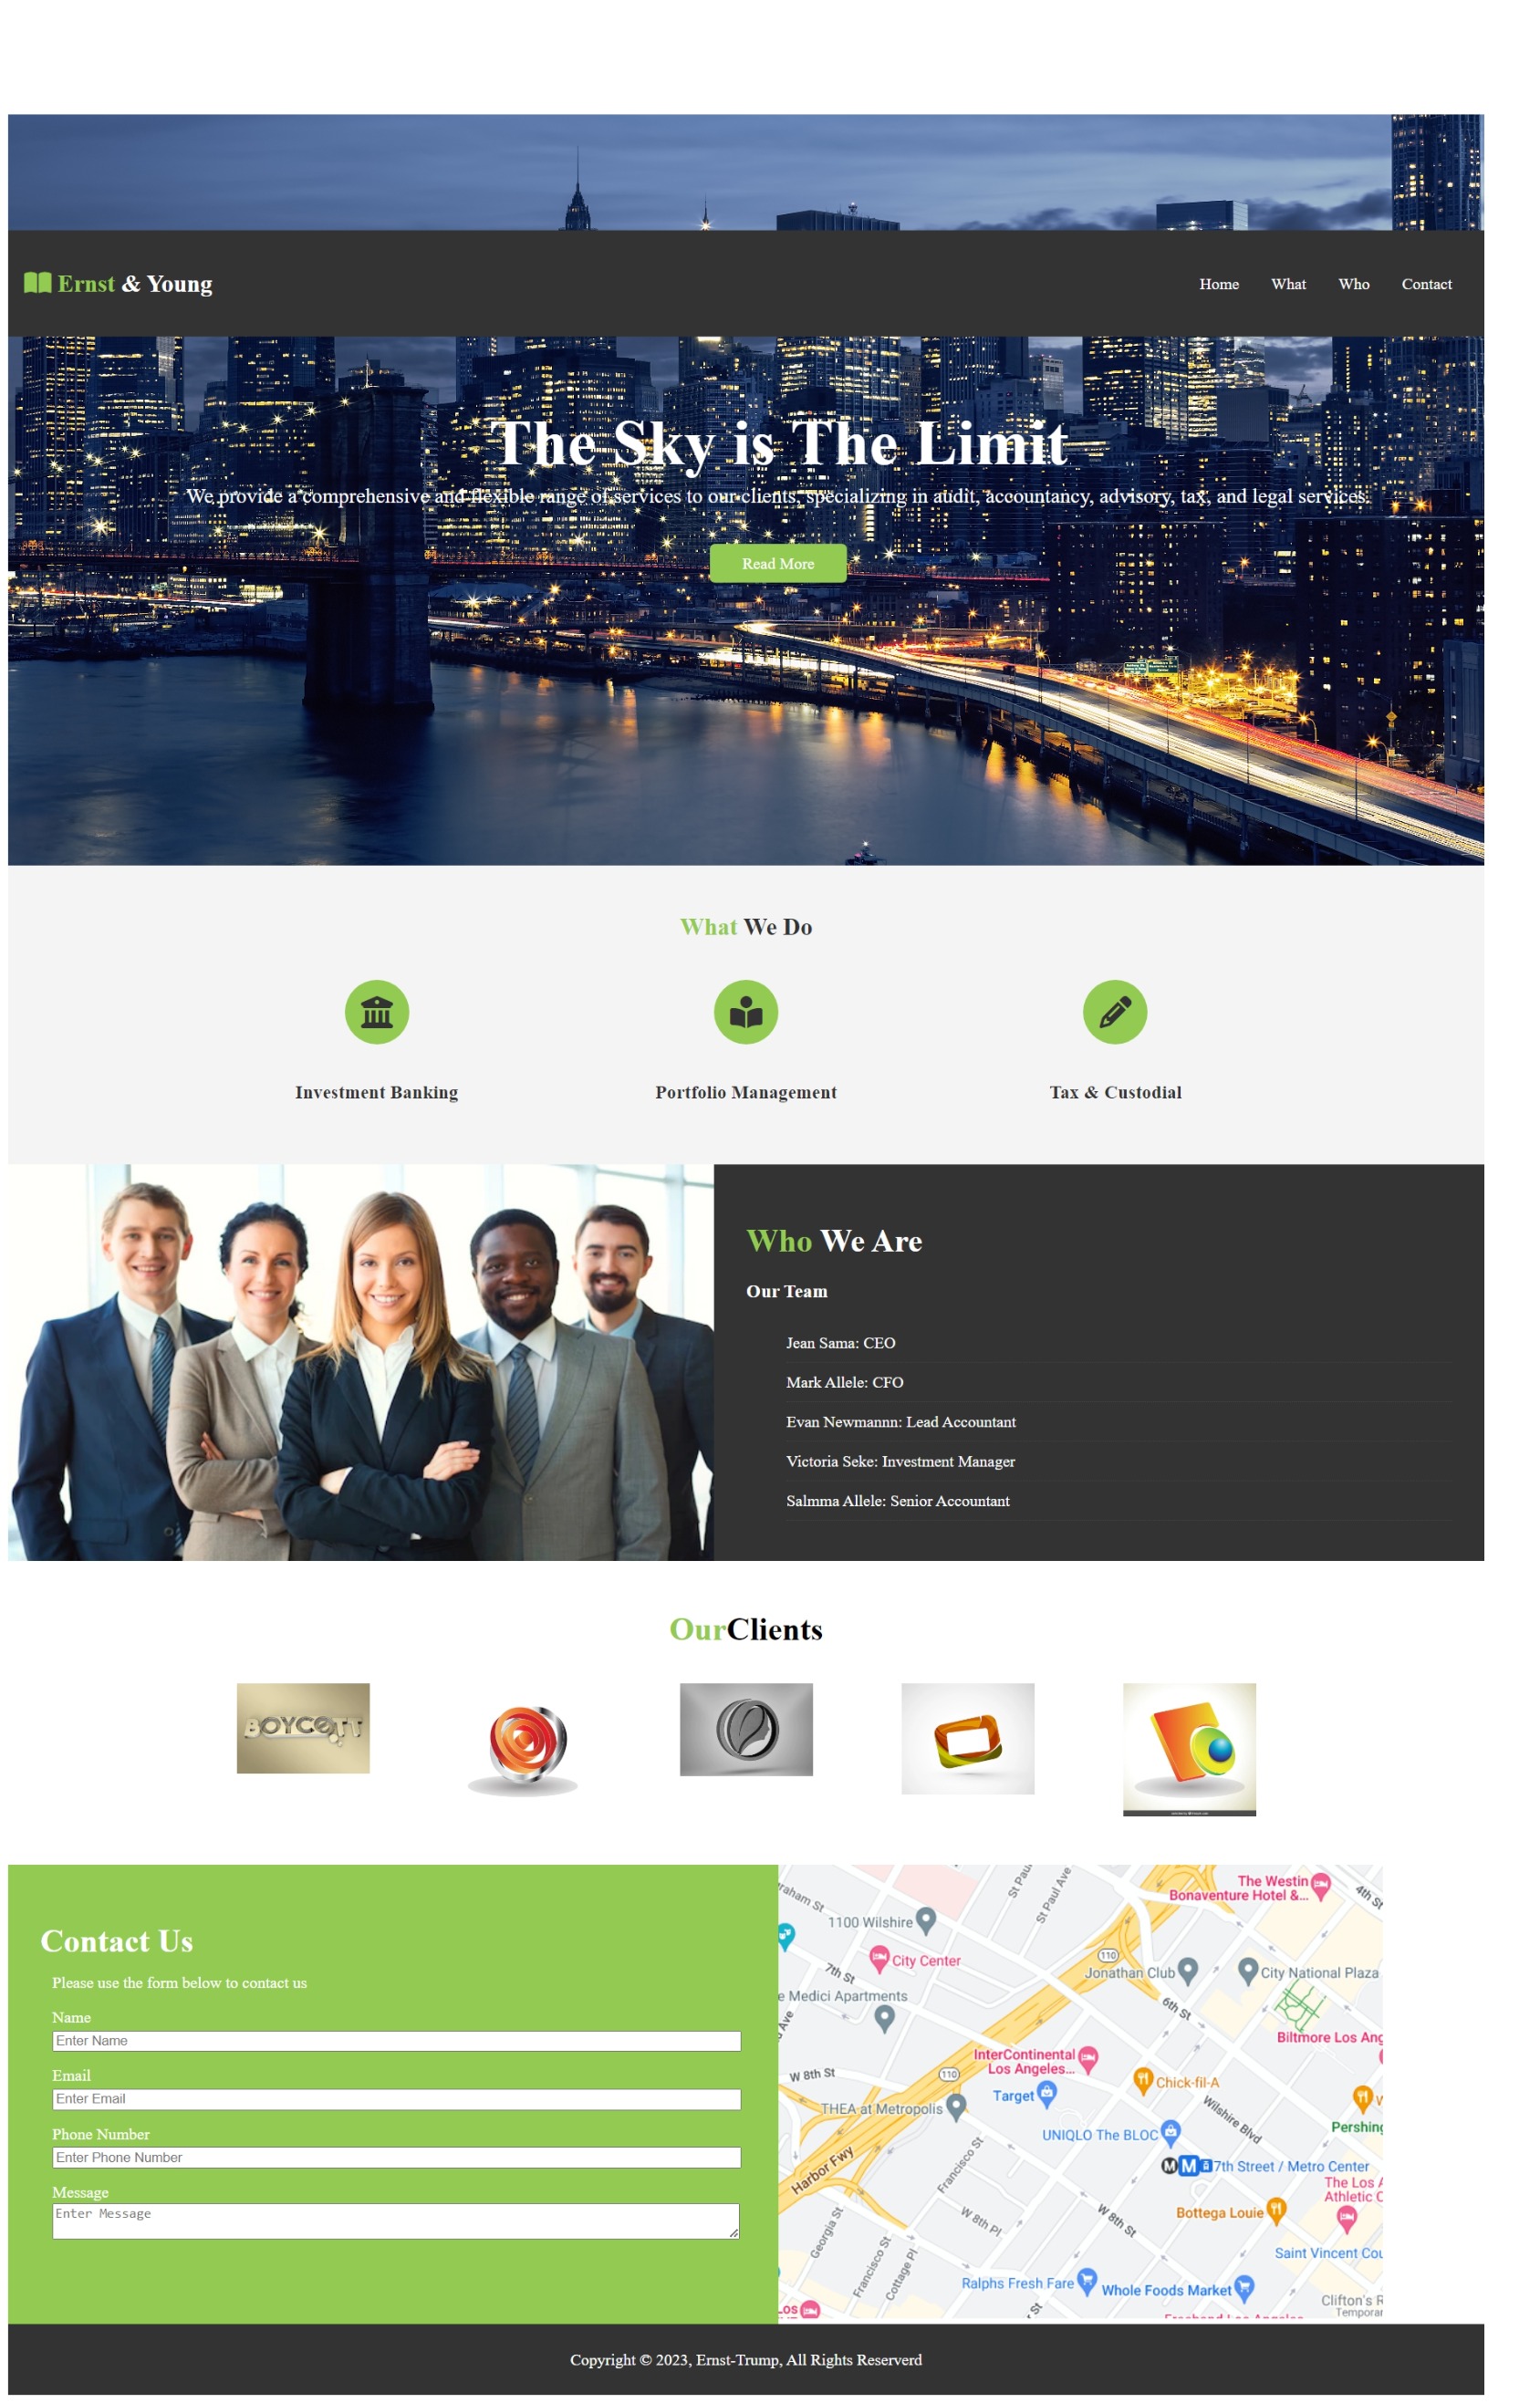 Ernst & Young
Home What Who Contact
The Sky is The Limit
We provide a comprehensive and flexible range of services to our clients, specializing in audit, accountancy, advisory, tax, and legal services.
Read More
What We Do
Investment Banking
Portfolio Management
Tax & Custodial
Who We Are
Our Team
Jean Sama: CEO
Mark Allele: CFO
Evan Newmannn: Lead Accountant
Victoria Seke: Investment Manager
Salmma Allele: Senior Accountant
OurClients
BOYCOTT
Contact Us
Please use the form below to contact us
Name
Enter Name
Email
Enter Email
Phone Number
Enter Phone Number
Message
Enter Message
The Westin
Bonaventure Hotel &...
4th St
St Paul Ave
1100 Wilshire
City Center
110
7th St
Jonathan Club
City National Plaza
Medici Apartments
6th St
Biltmore Los Ang
InterContinental
Los Angeles...
W 8th St
110
Chick-fil-A
Target
THEA at Metropolis
Wilshire Blvd
Pershing
UNIQLO The BLOC
M M 7th Street / Metro Center
Harbor Fwy
Francisco St
The Los A
Athletic C
Bottega Louie
W 8th Pl
W 8th St
Georgia St
Saint Vincent Cou
Francisco St
Cottage Pl
Ralphs Fresh Fare
Whole Foods Market
Clifton's R
Temporar
Los
St
Copyright © 2023, Ernst-Trump, All Rights Reserverd